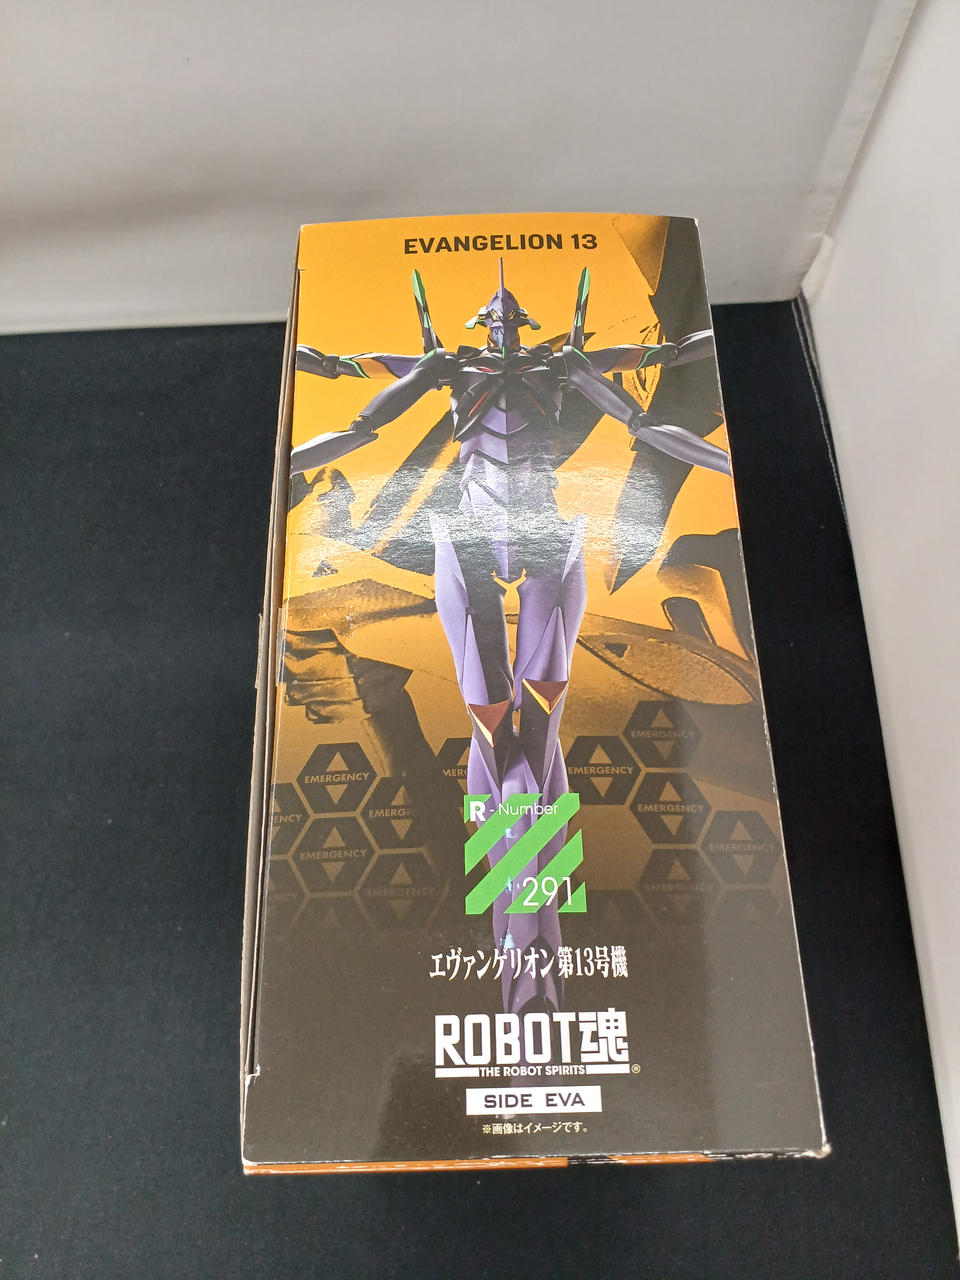 EVANGELION 13
EMERGENCY
EMERGENCY
EMERGENCY
EMERGENCY
EMERGENCY
EMERGENCY
EMERGENCY
EMERGENCY
R - Number
291
エヴァンゲリオン 第13号機
ROBOT魂
THE ROBOT SPIRITS
®
SIDE EVA
※画像はイメージです。